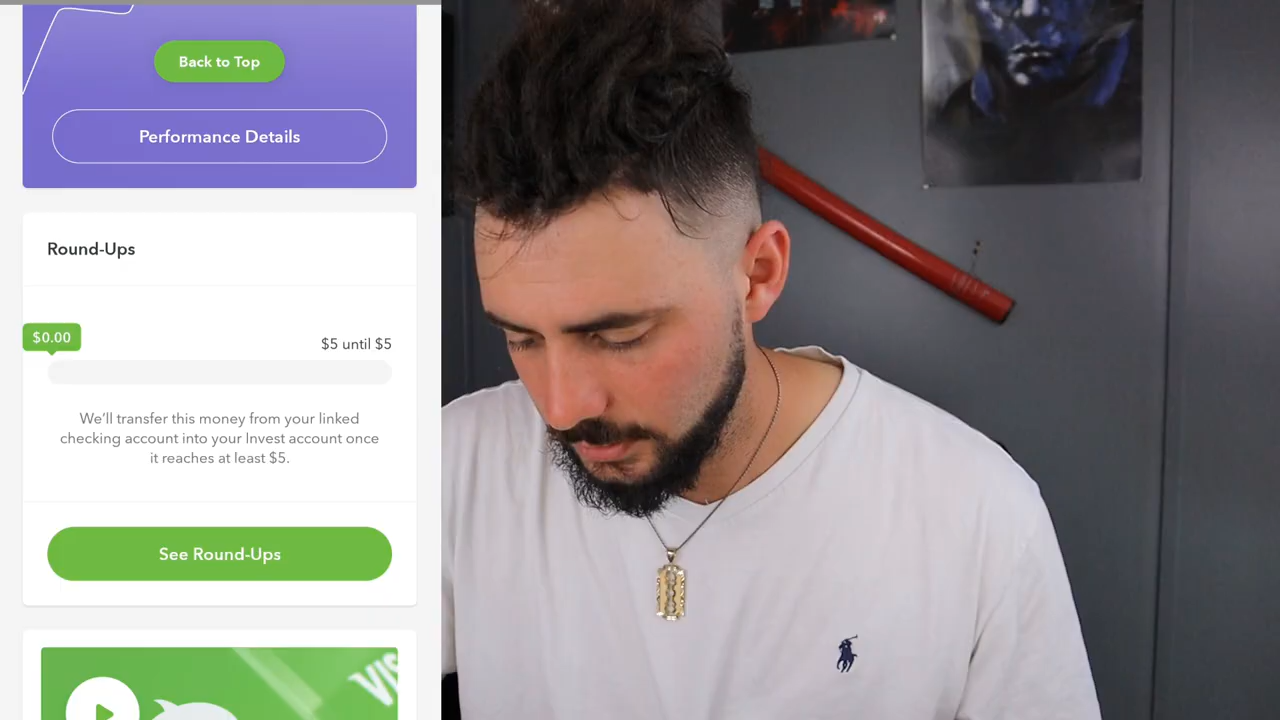 Back to Top
Performance Details
Round-Ups
$0.00
$5 until $5
We'll transfer this money from your linked
checking account into your Invest account once
it reaches at least $5.
See Round-Ups
VIS